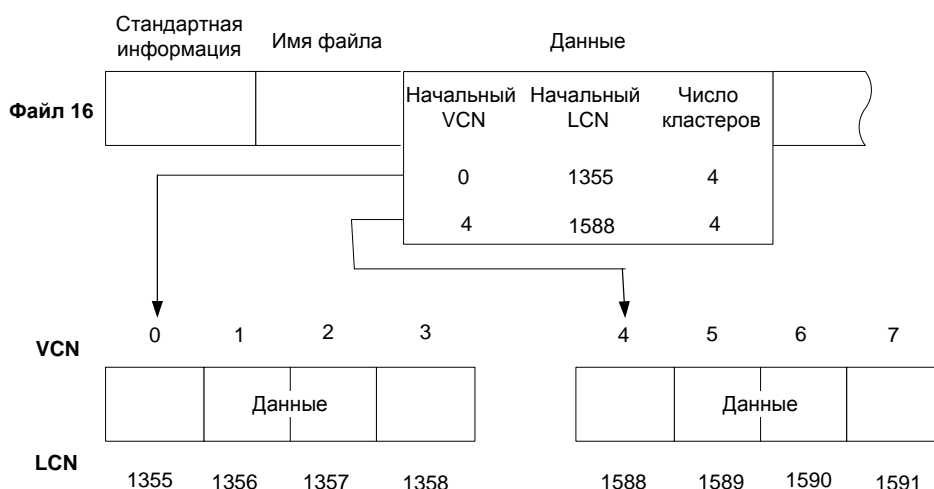 Стандартная информация
Имя файла
Данные
Файл 16
Начальный VCN
Начальный LCN
Число кластеров
0 1355 4
4 1588 4
VCN 0 1 2 3 4 5 6 7
Данные Данные
LCN 1355 1356 1357 1358 1588 1589 1590 1591